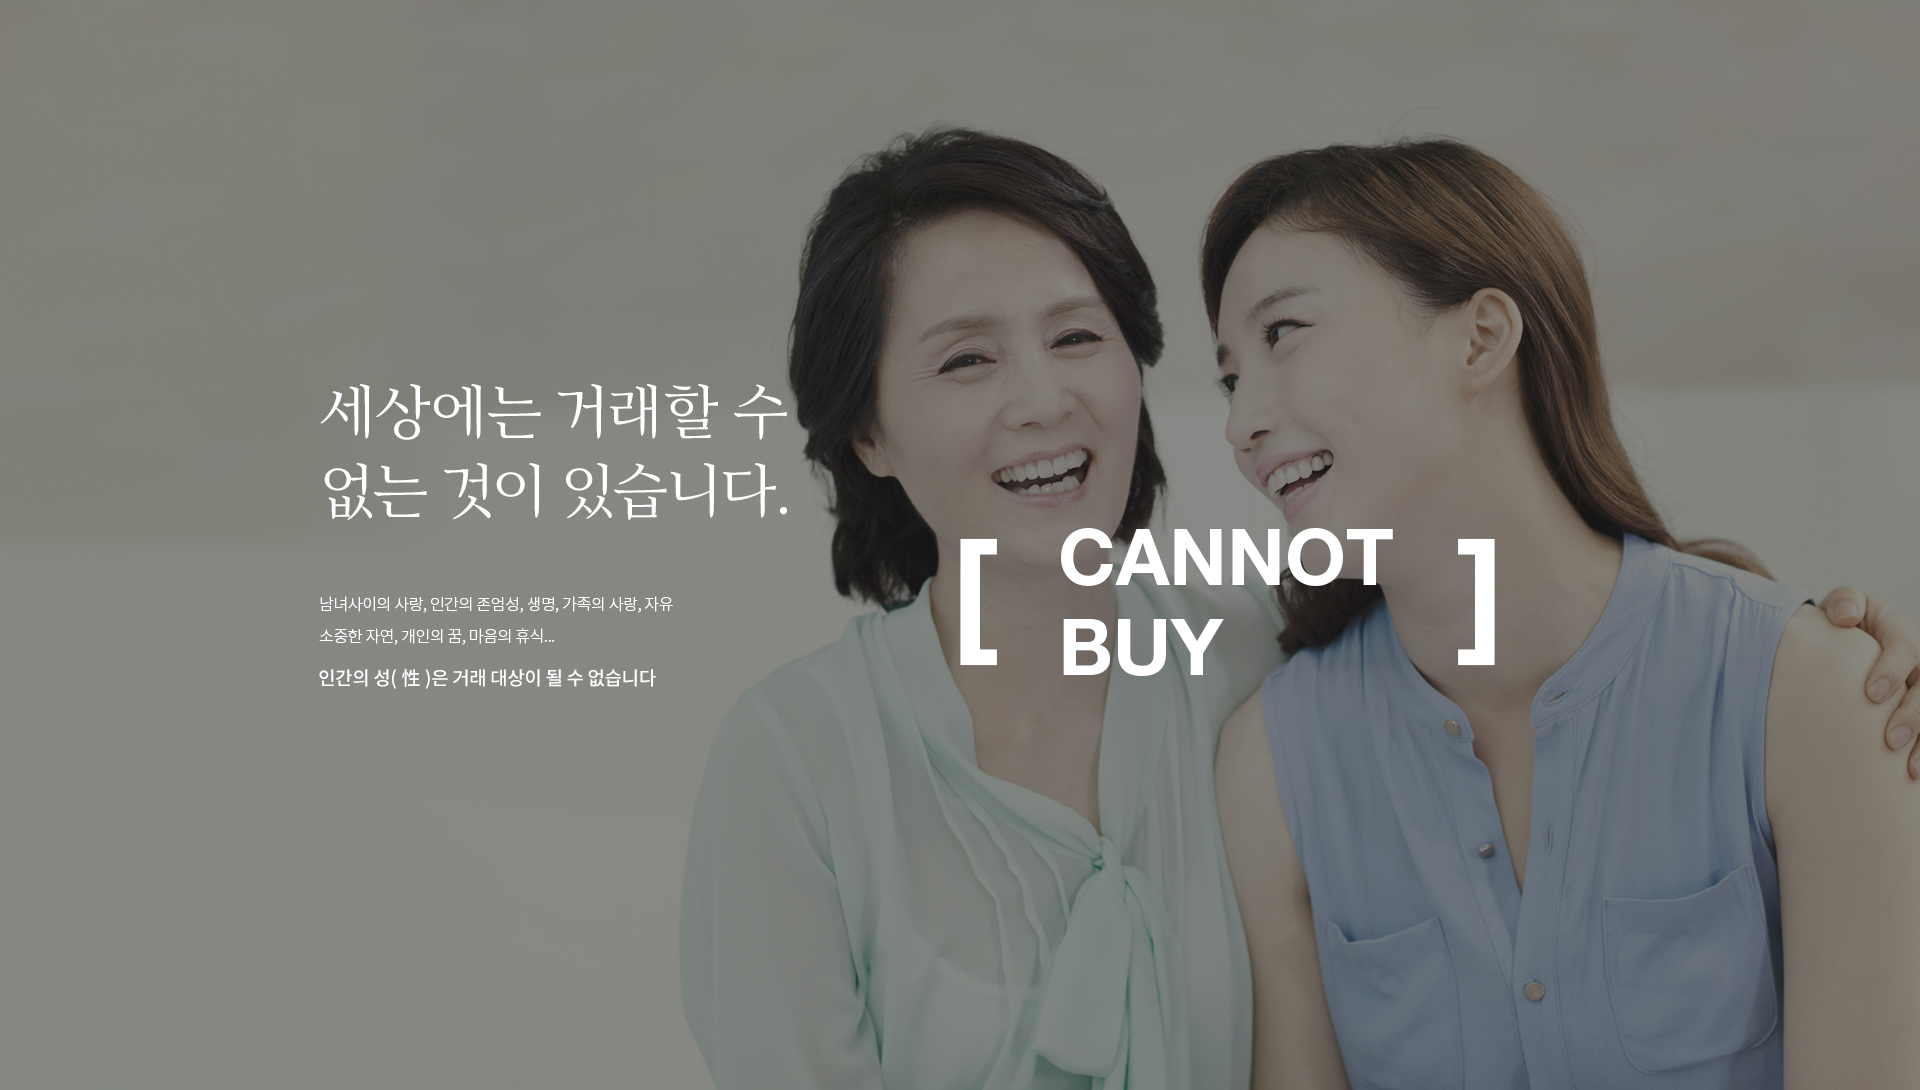 세상에는 거래할 수
없는 것이 있습니다.
남녀사이의 사랑, 인간의 존엄성, 생명, 가족의 사랑, 자유
소중한 자연, 개인의 꿈, 마음의 휴식...
인간의 성( 性 )은 거래 대상이 될 수 없습니다
[ CANNOT
BUY ]